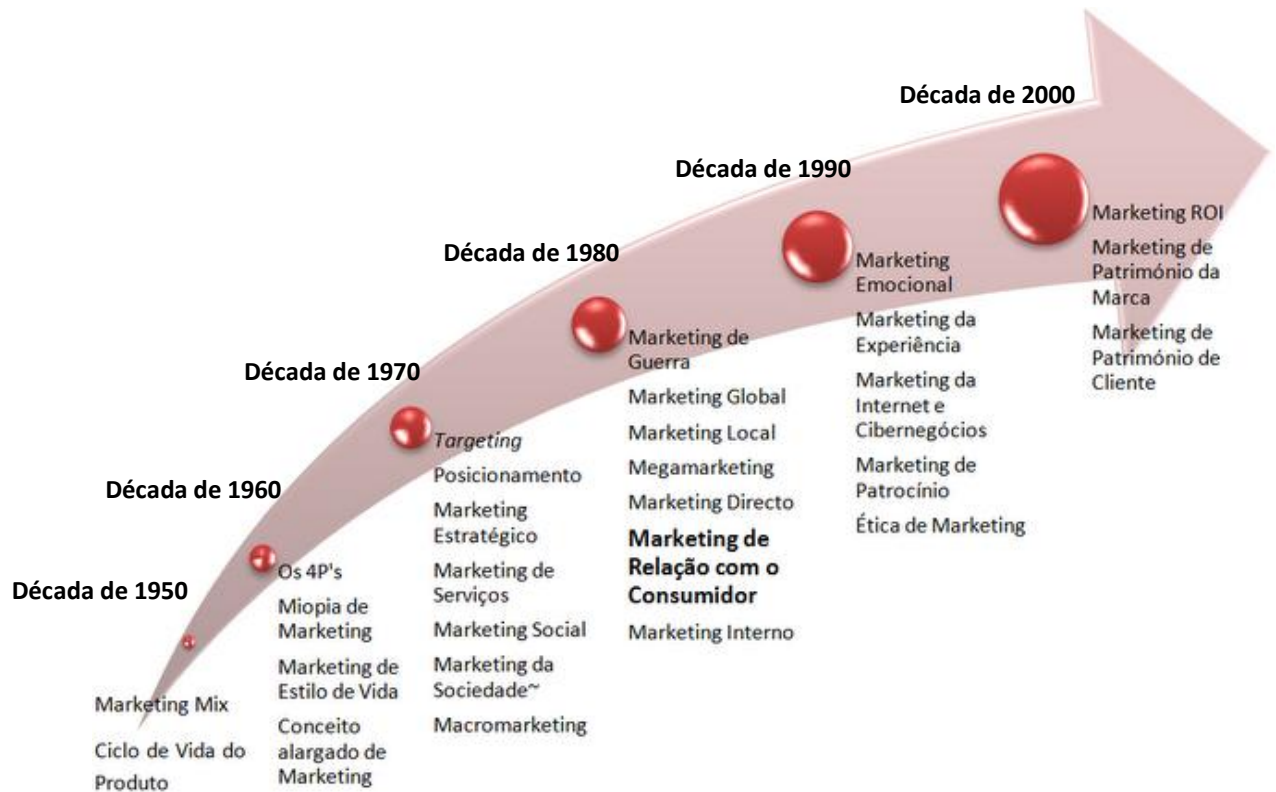 Década de 1950
Marketing Mix
Ciclo de Vida do
Produto
Década de 1960
Os 4P's
Miopia de
Marketing
Marketing de
Estilo de Vida
Conceito
alargado de
Marketing
Década de 1970
Targeting
Posicionamento
Marketing
Estratégico
Marketing de
Serviços
Marketing Social
Marketing da
Sociedade~
Macromarketing
Década de 1980
Marketing de
Guerra
Marketing Global
Marketing Local
Megamarketing
Marketing Directo
Marketing de
Relação com o
Consumidor
Marketing Interno
Década de 1990
Marketing
Emocional
Marketing da
Experiência
Marketing da
Internet e
Cibernegócios
Marketing de
Patrocínio
Ética de Marketing
Década de 2000
Marketing ROI
Marketing de
Património da
Marca
Marketing de
Património de
Cliente